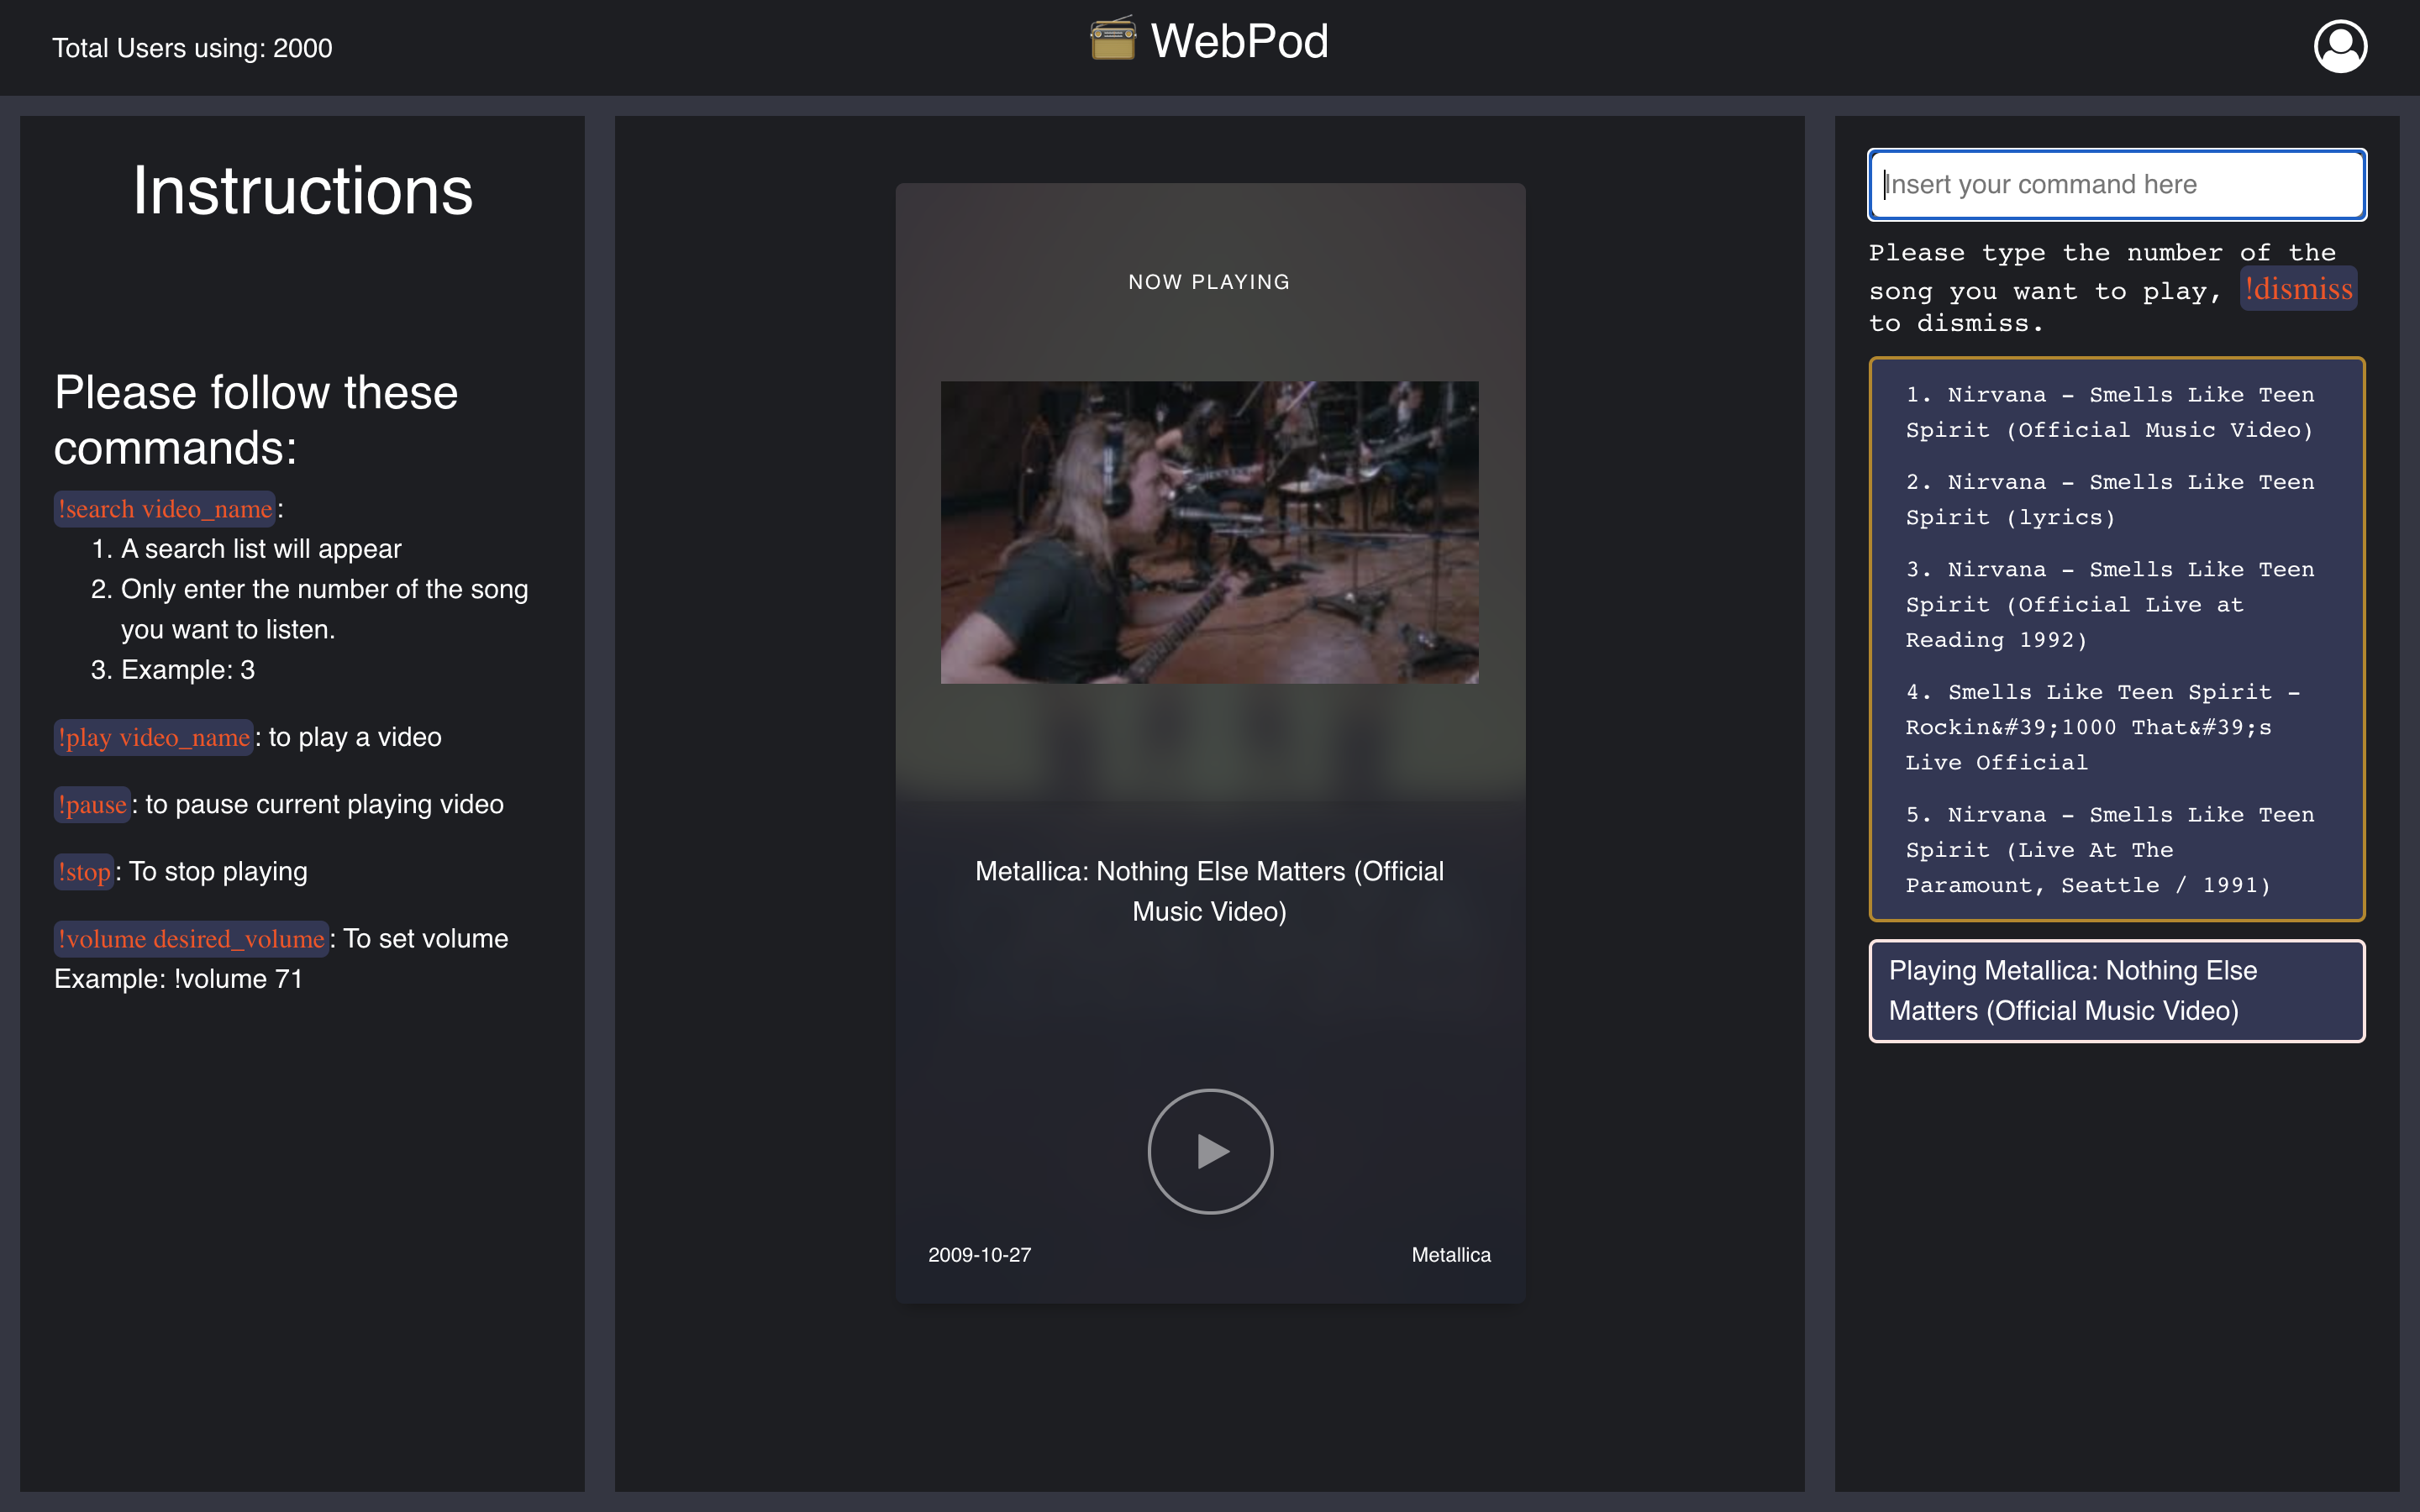 Total Users using: 2000
WebPod
Instructions
Please follow these
commands:
!search video_name:
1. A search list will appear
2. Only enter the number of the song
you want to listen.
3. Example: 3
!play video_name: to play a video
!pause: to pause current playing video
!stop: To stop playing
!volume desired_volume: To set volume
Example: !volume 71
NOW PLAYING
Metallica: Nothing Else Matters (Official
Music Video)
2009-10-27
Metallica
Insert your command here
Please type the number of the
song you want to play, !dismiss
to dismiss.
1. Nirvana - Smells Like Teen
Spirit (Official Music Video)
2. Nirvana - Smells Like Teen
Spirit (lyrics)
3. Nirvana - Smells Like Teen
Spirit (Official Live at
Reading 1992)
4. Smells Like Teen Spirit -
Rockin&#39;1000 That&#39;s
Live Official
5. Nirvana - Smells Like Teen
Spirit (Live At The
Paramount, Seattle / 1991)
Playing Metallica: Nothing Else
Matters (Official Music Video)